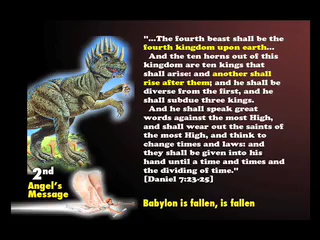 "...The fourth beast shall be the
fourth kingdom upon earth...
And the ten horns out of this
kingdom are ten kings that
shall arise: and another shall
rise after them; and he shall be
diverse from the first, and he
shall subdue three kings.
And he shall speak great
words against the most High,
and shall wear out the saints of
the most High, and think to
change times and laws: and
they shall be given into his
hand until a time and times and
the dividing of time."
[Daniel 7:23-25]
2nd
Angel's
Message
Babylon is fallen, is fallen